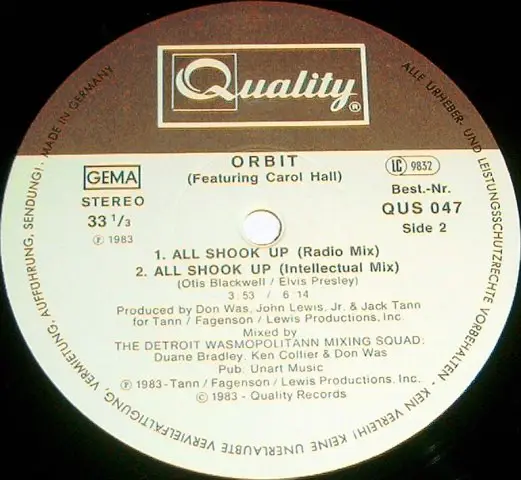 Quality ®
ORBIT
(Featuring Carol Hall)
GEMA
STEREO
33 1/3
℗ 1983
LC 9832
Best.-Nr.
QUS 047
Side 2
1. ALL SHOOK UP (Radio Mix)
2. ALL SHOOK UP (Intellectual Mix)
(Otis Blackwell / Elvis Presley)
3:53 / 6:14
Produced by Don Was, John Lewis, Jr. & Jack Tann
for Tann / Fagenson / Lewis Productions, Inc.
Mixed by
THE DETROIT WASMOPOLITANN MIXING SQUAD:
Duane Bradley, Ken Collier & Don Was
Pub. Unart Music
℗ 1983 - Tann / Fagenson / Lewis Productions, Inc.
© 1983 - Quality Records
ALLE URHEBER- UND LEISTUNGSSCHUTZRECHTE VORBEHALTEN - KEIN VERLEIH! KEINE UNERLAUBTE VERVIELFÄLTIGUNG, VERMIETUNG, AUFFÜHRUNG, SENDUNG! · MADE IN GERMANY